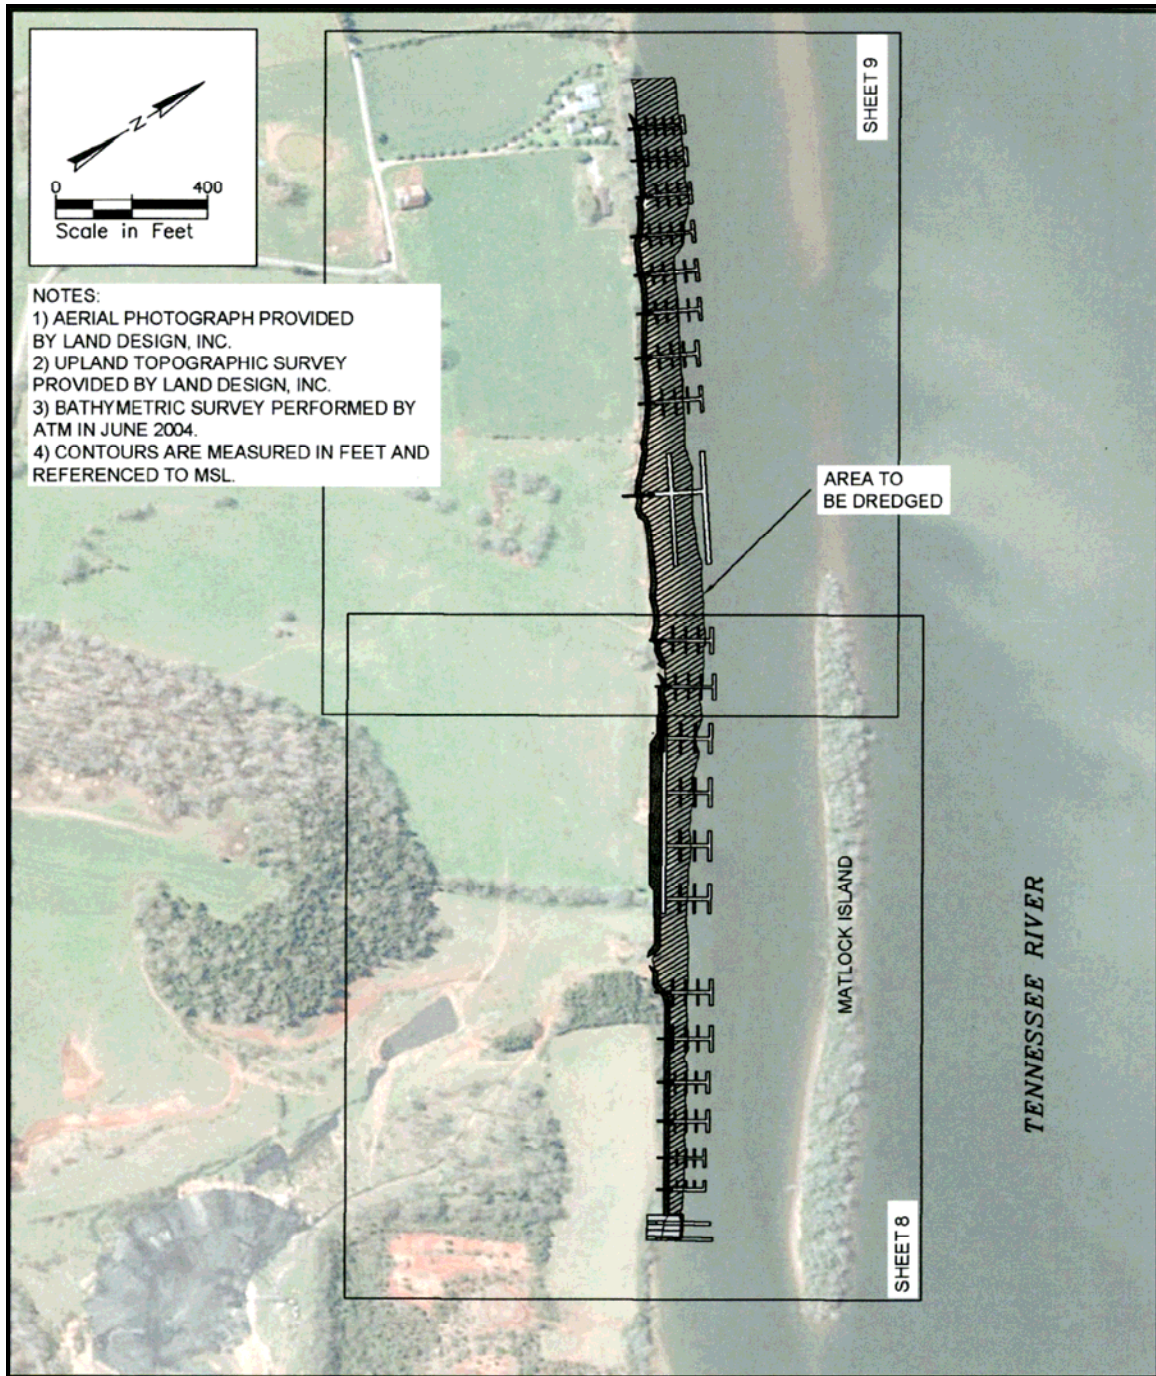 N
0 400
Scale in Feet
NOTES:
1) AERIAL PHOTOGRAPH PROVIDED
BY LAND DESIGN, INC.
2) UPLAND TOPOGRAPHIC SURVEY
PROVIDED BY LAND DESIGN, INC.
3) BATHYMETRIC SURVEY PERFORMED BY
ATM IN JUNE 2004.
4) CONTOURS ARE MEASURED IN FEET AND
REFERENCED TO MSL.
SHEET 9
AREA TO
BE DREDGED
MATLOCK ISLAND
TENNESSEE RIVER
SHEET 8